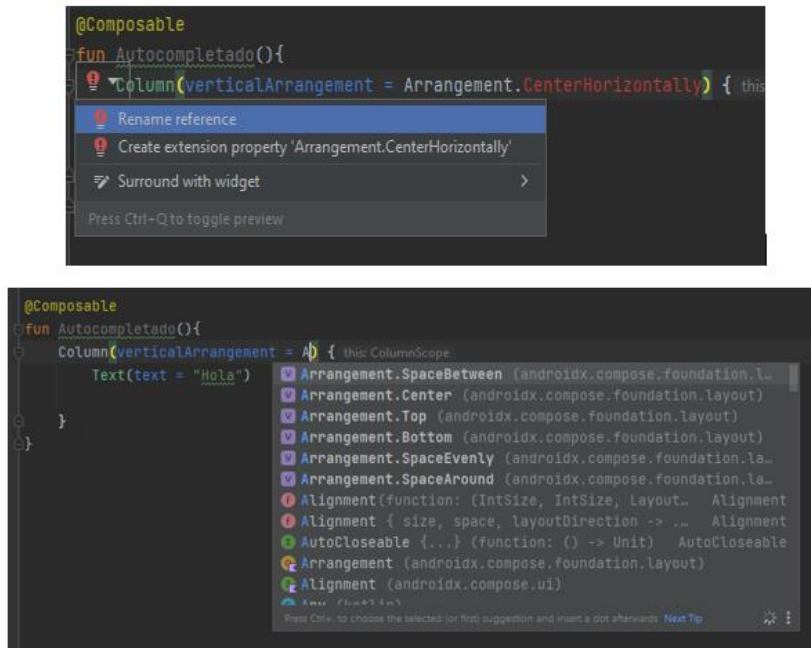 @Composable
fun Autocompletado(){
Column(verticalArrangement = Arrangement.CenterHorizontally) { this
Rename reference
Create extension property 'Arrangement.CenterHorizontally'
Surround with widget >
Press Ctrl+Q to toggle preview
@Composable
fun Autocompletado(){
Column(verticalArrangement = A) { this: ColumnScope
Text(text = "Hola")
Arrangement.SpaceBetween (androidx.compose.foundation.l…
Arrangement.Center (androidx.compose.foundation.layout)
Arrangement.Top (androidx.compose.foundation.layout)
}
Arrangement.Bottom (androidx.compose.foundation.layout)
}
Arrangement.SpaceEvenly (androidx.compose.foundation.la…
Arrangement.SpaceAround (androidx.compose.foundation.la…
Alignment(function: (IntSize, IntSize, Layout… Alignment
Alignment { size, space, layoutDirection -> … Alignment
AutoCloseable {...} (function: () -> Unit) AutoCloseable
Arrangement (androidx.compose.foundation.layout)
Alignment (androidx.compose.ui)
Any (kotlin)
Press Ctrl+. to choose the selected (or first) suggestion and insert a dot afterwards Next Tip